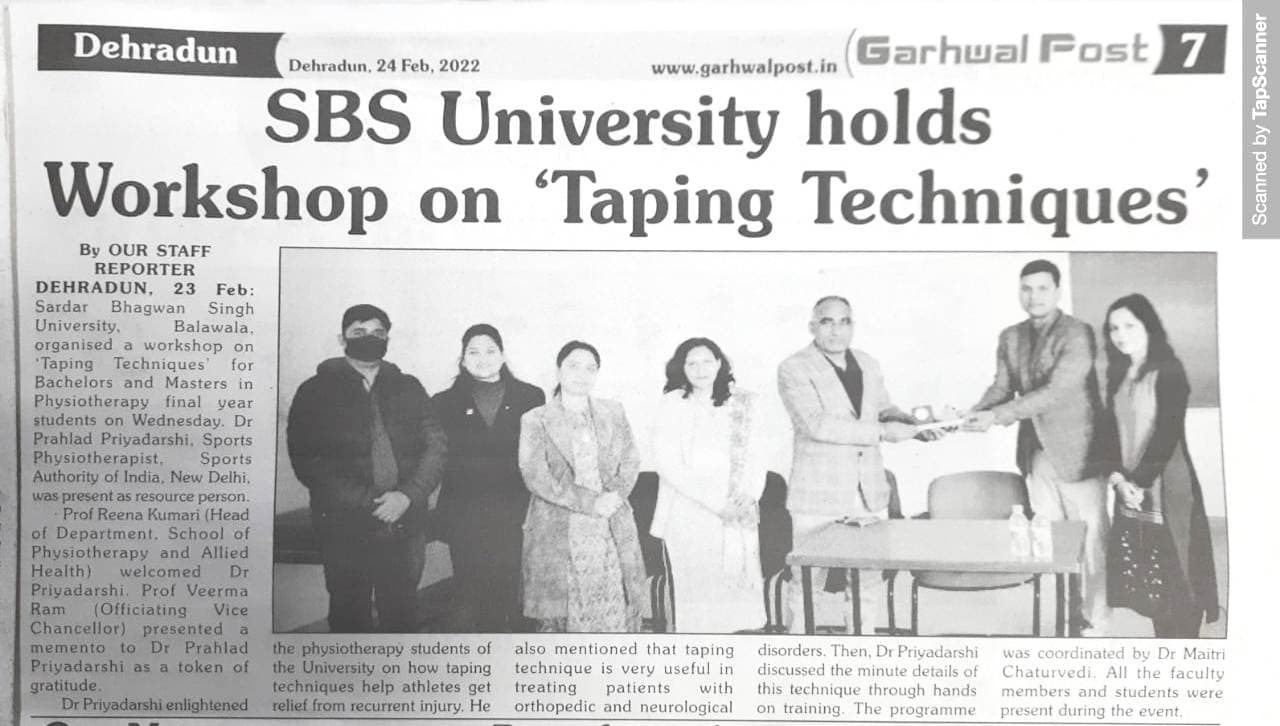 Dehradun
Dehradun, 24 Feb, 2022
www.garhwalpost.in
Garhwal Post
7
SBS University holds
Workshop on ‘Taping Techniques’
By OUR STAFF
REPORTER
DEHRADUN, 23 Feb:
Sardar Bhagwan Singh
University, Balawala,
organised a workshop on
‘Taping Techniques’ for
Bachelors and Masters in
Physiotherapy final year
students on Wednesday. Dr
Prahlad Priyadarshi, Sports
Physiotherapist, Sports
Authority of India, New Delhi,
was present as resource person.
Prof Reena Kumari (Head
of Department, School of
Physiotherapy and Allied
Health) welcomed Dr
Priyadarshi. Prof Veerma
Ram (Officiating Vice
Chancellor) presented a
memento to Dr Prahlad
Priyadarshi as a token of
gratitude.
Dr Priyadarshi enlightened
the physiotherapy students of
the University on how taping
techniques help athletes get
relief from recurrent injury. He
also mentioned that taping
technique is very useful in
treating patients with
orthopedic and neurological
disorders. Then, Dr Priyadarshi
discussed the minute details of
this technique through hands
on training. The programme
was coordinated by Dr Maitri
Chaturvedi. All the faculty
members and students were
present during the event.
Scanned by TapScanner